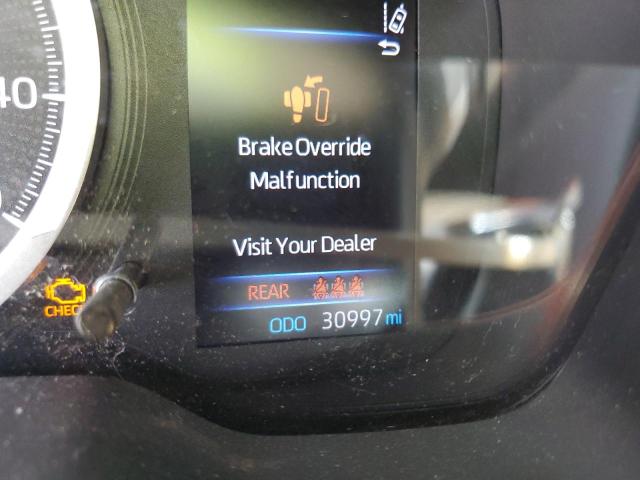 40
Brake Override
Malfunction
Visit Your Dealer
REAR
CHECK
ODO 30997 mi